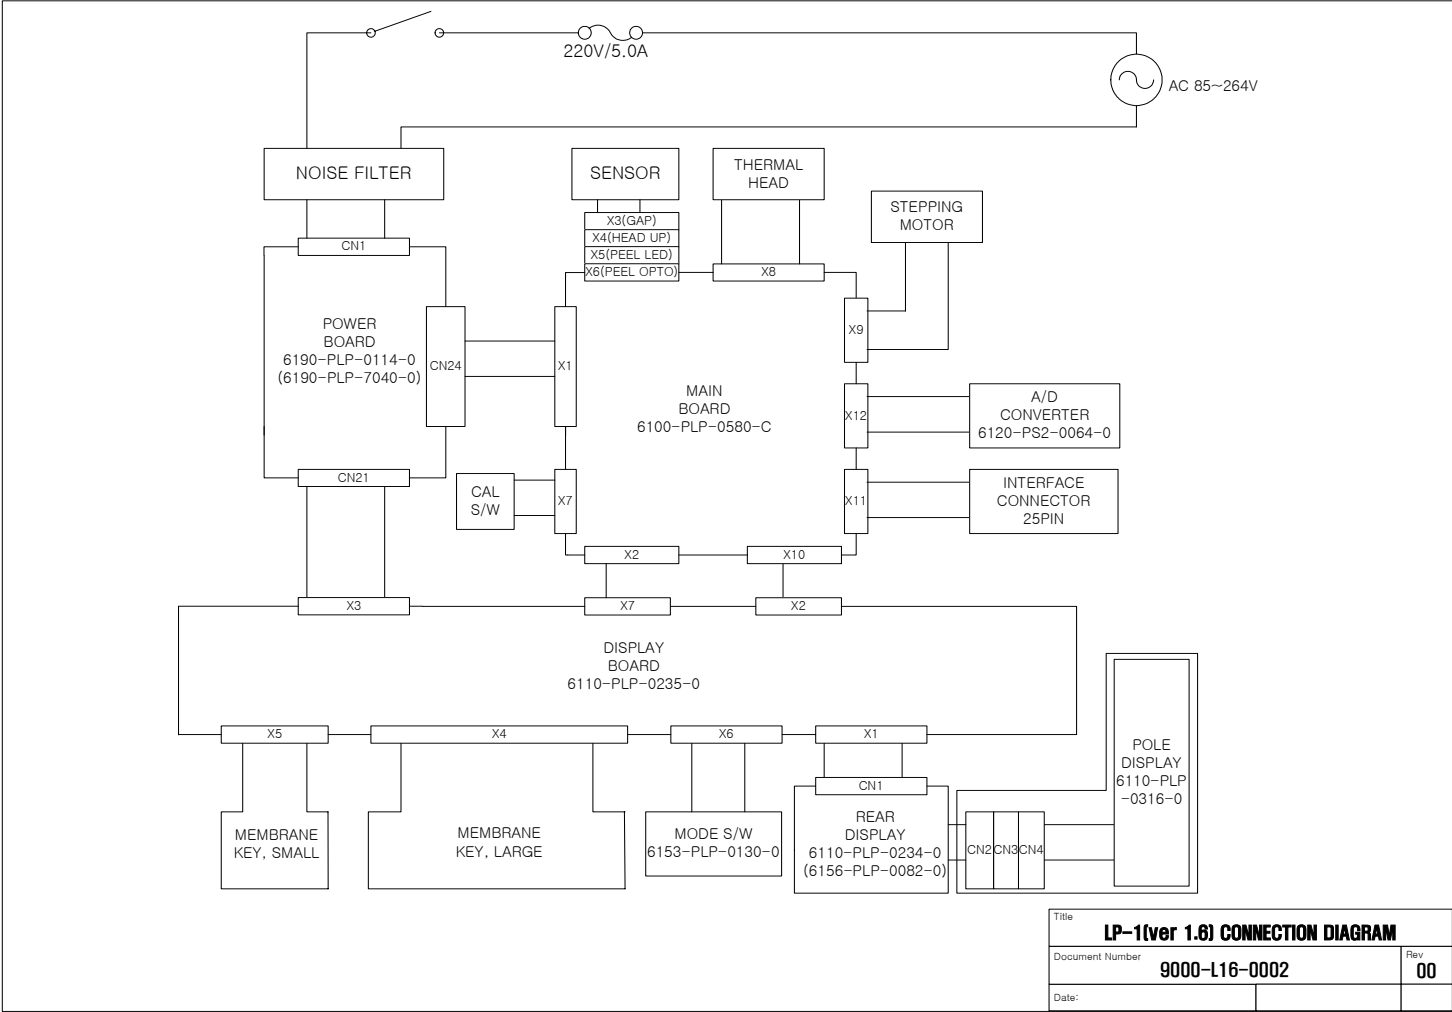 220V/5.0A
AC 85~264V
NOISE FILTER
SENSOR
THERMAL
HEAD
STEPPING
MOTOR
X3(GAP)
X4(HEAD UP)
X5(PEEL LED)
X6(PEEL OPTO)
X8
CN1
POWER
BOARD
6190-PLP-0114-0
(6190-PLP-7040-0)
CN24
X1
X9
MAIN
BOARD
6100-PLP-0580-C
X12
A/D
CONVERTER
6120-PS2-0064-0
CN21
CAL
S/W
X7
X11
INTERFACE
CONNECTOR
25PIN
X2
X10
X3
X7
X2
DISPLAY
BOARD
6110-PLP-0235-0
X5
X4
X6
X1
CN1
MEMBRANE
KEY, SMALL
MEMBRANE
KEY, LARGE
MODE S/W
6153-PLP-0130-0
REAR
DISPLAY
6110-PLP-0234-0
(6156-PLP-0082-0)
CN2
CN3
CN4
POLE
DISPLAY
6110-PLP
-0316-0
Title
LP-1(ver 1.6) CONNECTION DIAGRAM
Document Number
9000-L16-0002
Rev
00
Date: